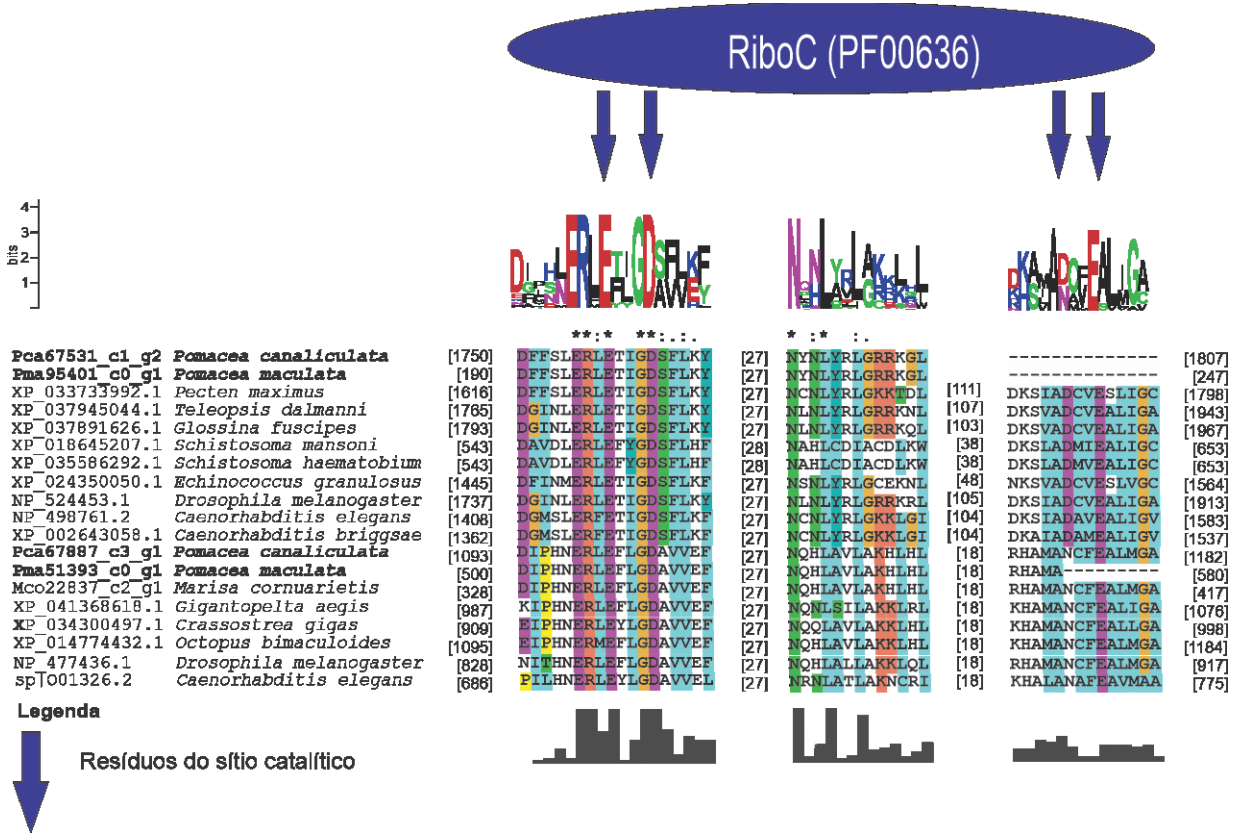 RiboC (PF00636)
bits
4
3
2
1
** : * ** : . : .
* : * : .
Pca67531_c1_g2 Pomacea canaliculata [1750] DFFSLERLETIGDSFLKY [27] NYNLYRLGRRKGL -------------- [1807]
Pma95401_c0_g1 Pomacea maculata [190] DFFSLERLETIGDSFLKY [27] NYNLYRLGRRKGL -------------- [247]
XP_033733992.1 Pecten maximus [1616] DFFSLERLETIGDSFLKY [27] NCNLYRLGKKTDL [111] DKSIADCVESLIGC [1798]
XP_037945044.1 Teleopsis dalmanni [1765] DGINLERLETIGDSFLKY [27] NLNLYRLGRRKNL [107] DKSVADCVEALIGA [1943]
XP_037891626.1 Glossina fuscipes [1793] DGINLERLETIGDSFLKY [27] NLNLYRLGRRKQL [103] DKSVADCVEALIGA [1967]
XP_018645207.1 Schistosoma mansoni [543] DAVDLERLEFYGDSFLHF [28] NAHLCDIACDLKW [38] DKSIADMIEALIGC [653]
XP_035586292.1 Schistosoma haematobium [543] DAVDLERLEFYGDSFLHF [28] NAHLCDIACDLKW [38] DKSLADMVEALIGC [653]
XP_024350050.1 Echinococcus granulosus [1445] DFINMERLETIGDSFLKF [27] NSNLYRLGCEKNL [48] NKSVADCVESLVGC [1564]
NP_524453.1 Drosophila melanogaster [1737] DGINLERLETIGDSFLKY [27] NLNLYRLGRRKRL [105] DKSIADCVEALIGA [1913]
NP_498761.2 Caenorhabditis elegans [1408] DGMSLERFETIGDSFLKF [27] NCNLYRLGKKLGI [104] DKSIADAVEALIGV [1583]
XP_002643058.1 Caenorhabditis briggsae [1362] DGMSLERFETIGDSFLKF [27] NCNLYRLGKKLGI [104] DKAIADAMEALIGV [1537]
Pca67887_c3_g1 Pomacea canaliculata [1093] DIPHNERLEFLGDAVVEF [27] NQHLAVLAKHLHL [18] RHAMANCFEALMGA [1182]
Pma51393_c0_g1 Pomacea maculata [500] DIPHNERLEFLGDAVVEF [27] NQHLAVLAKHLHL [18] RHAMA--------- [580]
Mco22837_c2_g1 Marisa cornuarietis [328] DIPHNERLEFLGDAVVEF [27] NQHLAVLAKHLHL [18] RHAMANCFEALMGA [417]
XP_041368618.1 Gigantopelta aegis [987] KIPHNERLEFLGDAVVEF [27] NQNLSILAKKLRL [18] KHAMANCFEALIGA [1076]
XP_034300497.1 Crassostrea gigas [909] EIPHNERLEYLGDAVVEF [27] NQQLAVLAKKLHL [18] KHAMANCFEALLGA [998]
XP_014774432.1 Octopus bimaculoides [1095] EIPHNERMEFLGDAVVEF [27] NQHLAVLAKKLHL [18] RHAMANCFEALMGA [1184]
NP_477436.1 Drosophila melanogaster [828] NITHNERLEFLGDAVVEF [27] NQHLALLAKKLQL [18] RHAMANCFEALMGA [917]
spTO01326.2 Caenorhabditis elegans [686] PILHNERLEYLGDAVVEL [27] NRNLATLAKNCRL [18] KHALANAFEAVMAA [775]
Legenda
Resíduos do sítio catalítico